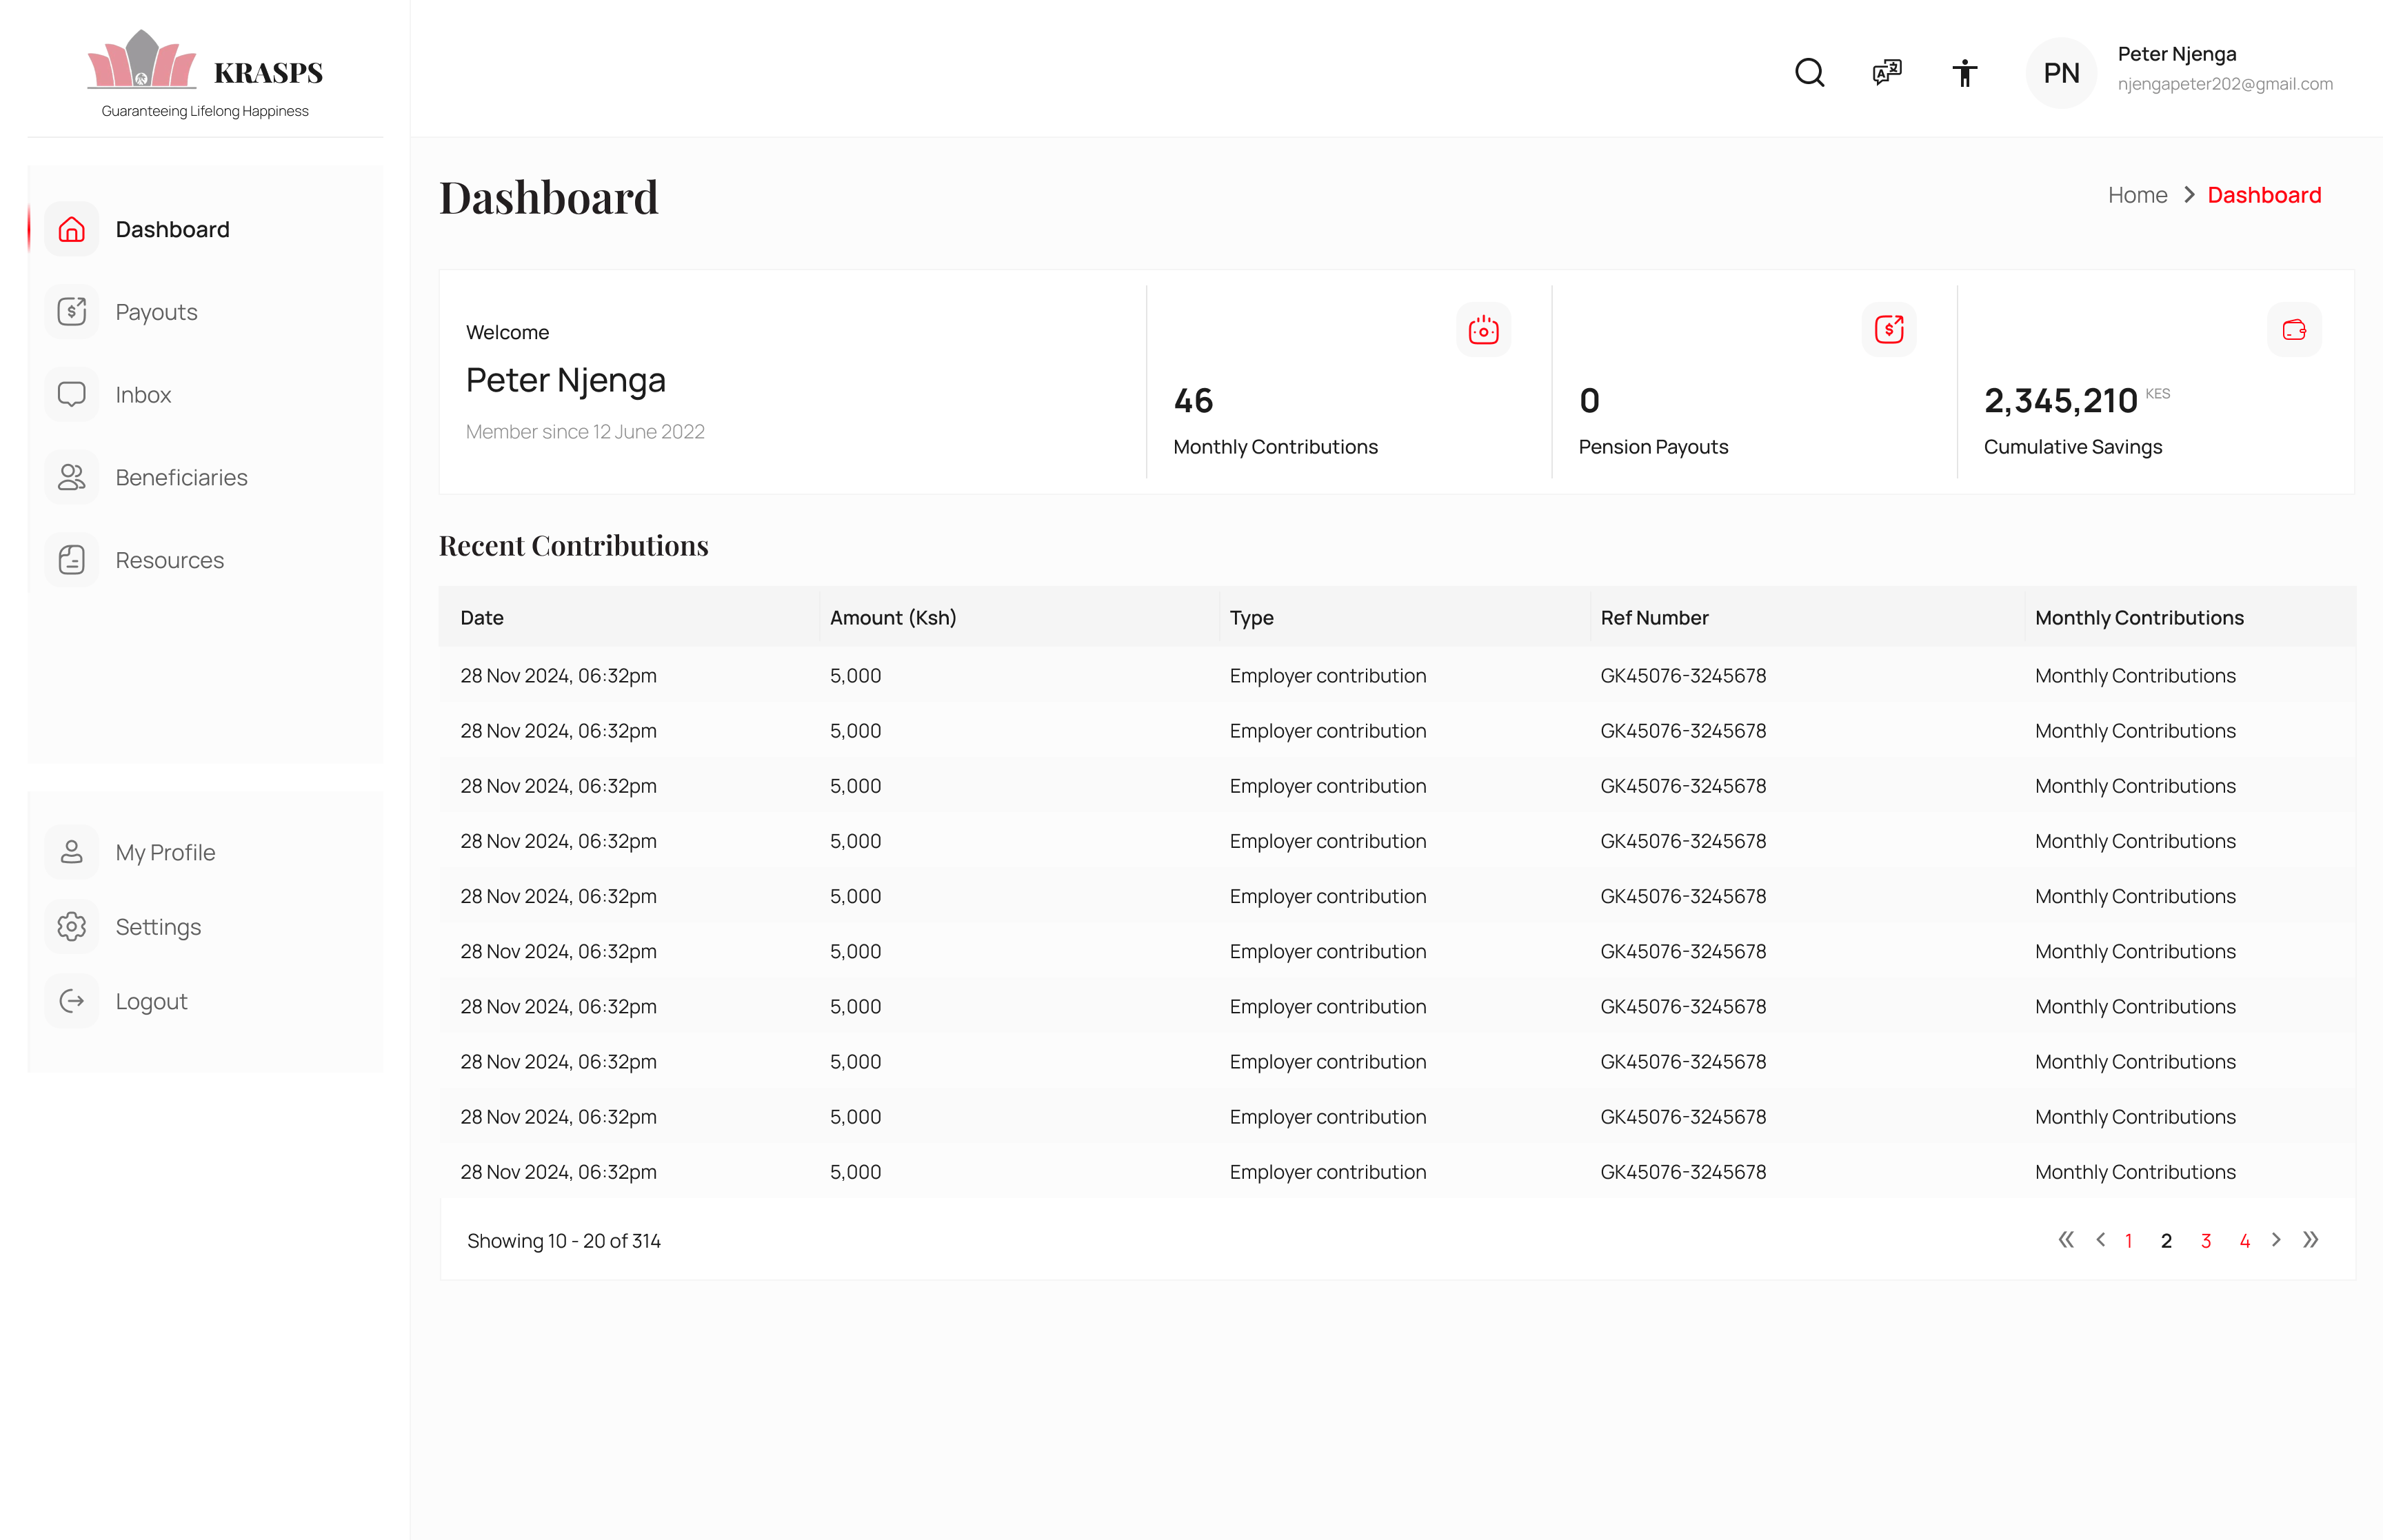 KRASPS
Guaranteeing Lifelong Happiness
PN
Peter Njenga
njengapeter202@gmail.com
Dashboard
Payouts
Inbox
Beneficiaries
Resources
My Profile
Settings
Logout
Dashboard
Home > Dashboard
Welcome
Peter Njenga
Member since 12 June 2022
46
Monthly Contributions
0
Pension Payouts
2,345,210 KES
Cumulative Savings
Recent Contributions
Date Amount (Ksh) Type Ref Number Monthly Contributions
28 Nov 2024, 06:32pm 5,000 Employer contribution GK45076-3245678 Monthly Contributions
28 Nov 2024, 06:32pm 5,000 Employer contribution GK45076-3245678 Monthly Contributions
28 Nov 2024, 06:32pm 5,000 Employer contribution GK45076-3245678 Monthly Contributions
28 Nov 2024, 06:32pm 5,000 Employer contribution GK45076-3245678 Monthly Contributions
28 Nov 2024, 06:32pm 5,000 Employer contribution GK45076-3245678 Monthly Contributions
28 Nov 2024, 06:32pm 5,000 Employer contribution GK45076-3245678 Monthly Contributions
28 Nov 2024, 06:32pm 5,000 Employer contribution GK45076-3245678 Monthly Contributions
28 Nov 2024, 06:32pm 5,000 Employer contribution GK45076-3245678 Monthly Contributions
28 Nov 2024, 06:32pm 5,000 Employer contribution GK45076-3245678 Monthly Contributions
28 Nov 2024, 06:32pm 5,000 Employer contribution GK45076-3245678 Monthly Contributions
Showing 10 - 20 of 314
« < 1 2 3 4 > »